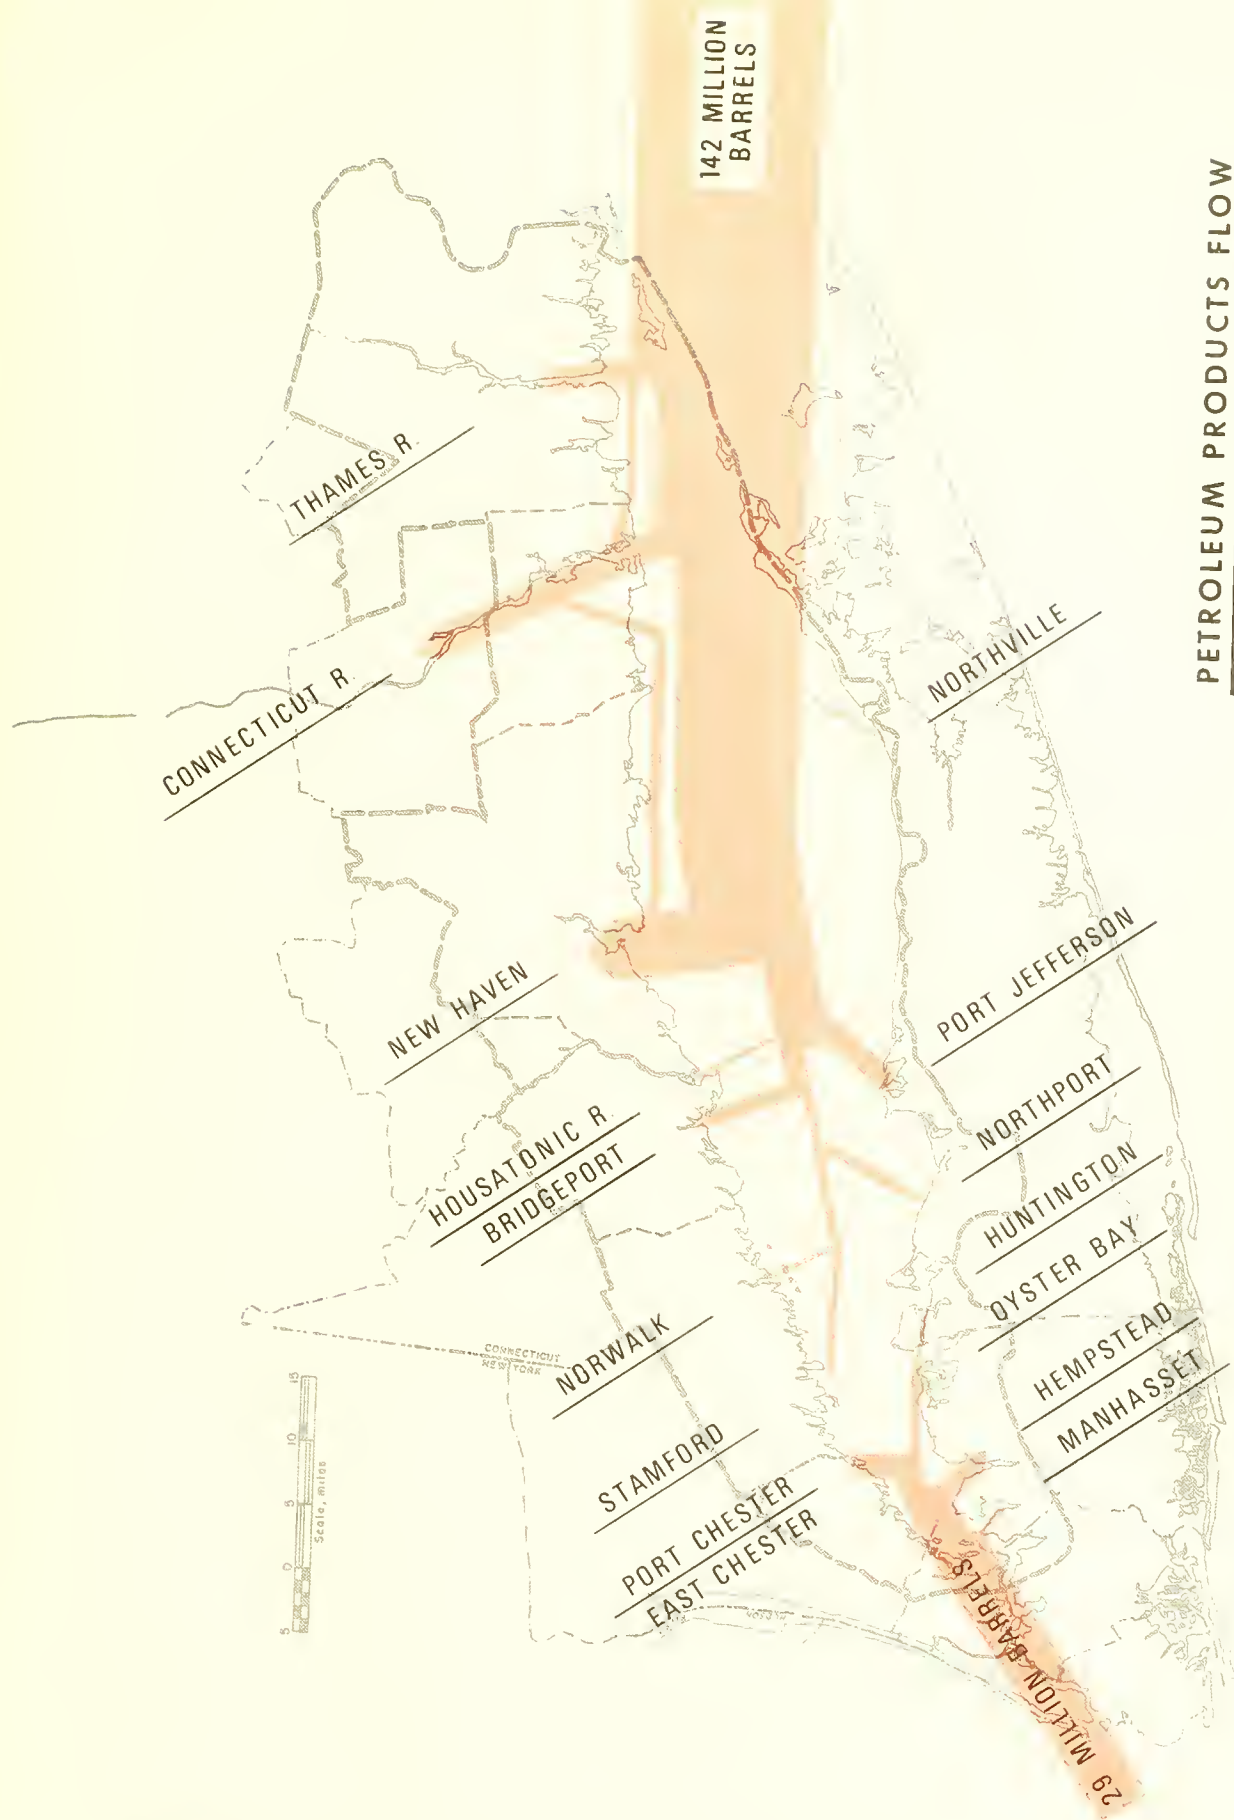 142 MILLION
BARRELS
THAMES R.
CONNECTICUT R.
NEW HAVEN
HOUSATONIC R.
BRIDGEPORT
NORWALK
STAMFORD
PORT CHESTER
EAST CHESTER
NORTHVILLE
PORT JEFFERSON
NORTHPORT
HUNTINGTON
OYSTER BAY
HEMPSTEAD
MANHASSET
29 MILLION BARRELS
CONNECTICUT
NEW YORK
5 0 5 10 15
Scale, miles
PETROLEUM PRODUCTS FLOW